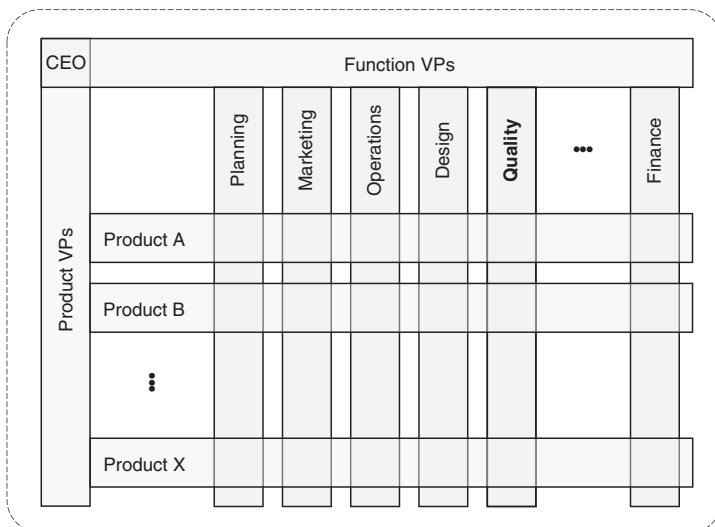 CEO
Function VPs
Product VPs
Planning
Marketing
Operations
Design
Quality
•••
Finance
Product A
Product B
•••
Product X